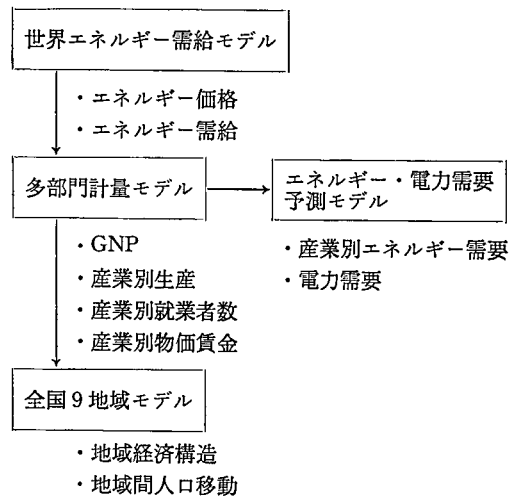 世界エネルギー需給モデル
・エネルギー価格
・エネルギー需給
多部門計量モデル
エネルギー・電力需要
予測モデル
・GNP
・産業別生産
・産業別就業者数
・産業別物価賃金
・産業別エネルギー需要
・電力需要
全国9地域モデル
・地域経済構造
・地域間人口移動